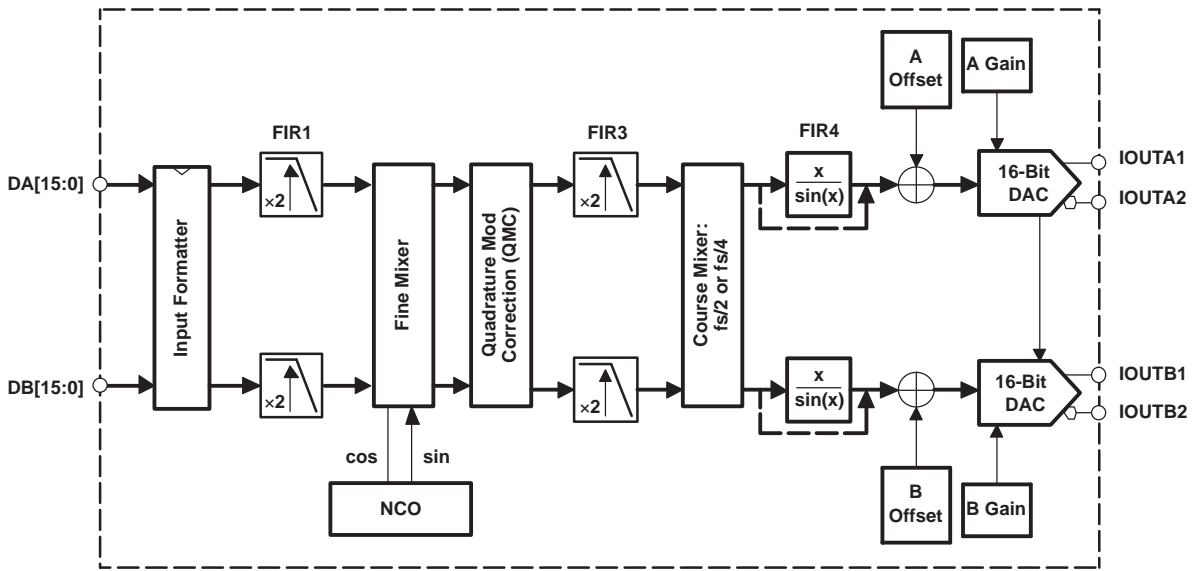 A
Offset
A Gain
FIR1
FIR3
FIR4
DA[15:0]
×2
×2
x
sin(x)
16-Bit
DAC
IOUTA1
IOUTA2
Input Formatter
Fine Mixer
Quadrature Mod
Correction (QMC)
Course Mixer:
fs/2 or fs/4
DB[15:0]
×2
×2
x
sin(x)
16-Bit
DAC
IOUTB1
IOUTB2
cos
sin
NCO
B
Offset
B Gain